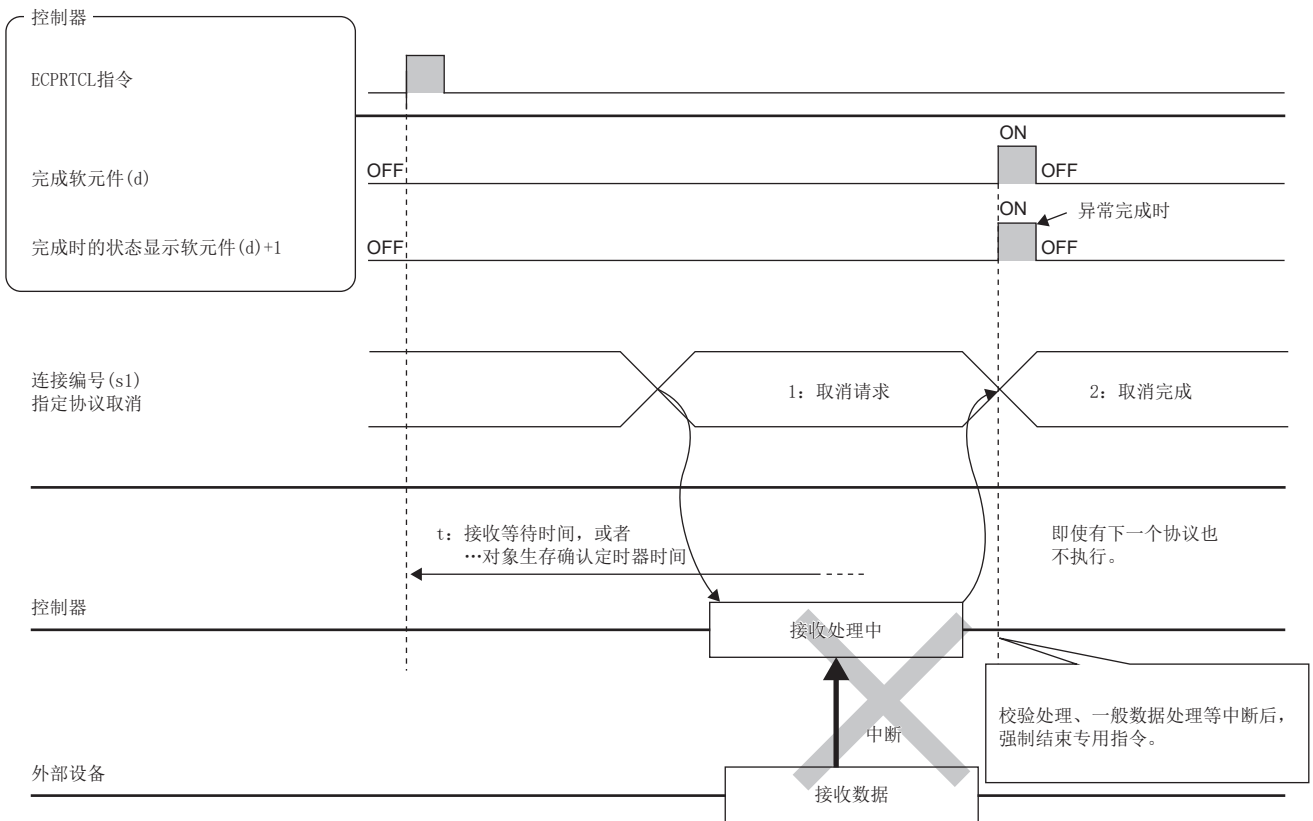 控制器
ECPRTCL指令
ON
完成软元件(d)
OFF
OFF
ON
异常完成时
完成时的状态显示软元件(d)+1
OFF
OFF
连接编号(s1)
指定协议取消
1: 取消请求
2: 取消完成
t: 接收等待时间，或者
…对象生存确认定时器时间
即使有下一个协议也
不执行。
控制器
接收处理中
校验处理、一般数据处理等中断后，
强制结束专用指令。
中断
外部设备
接收数据